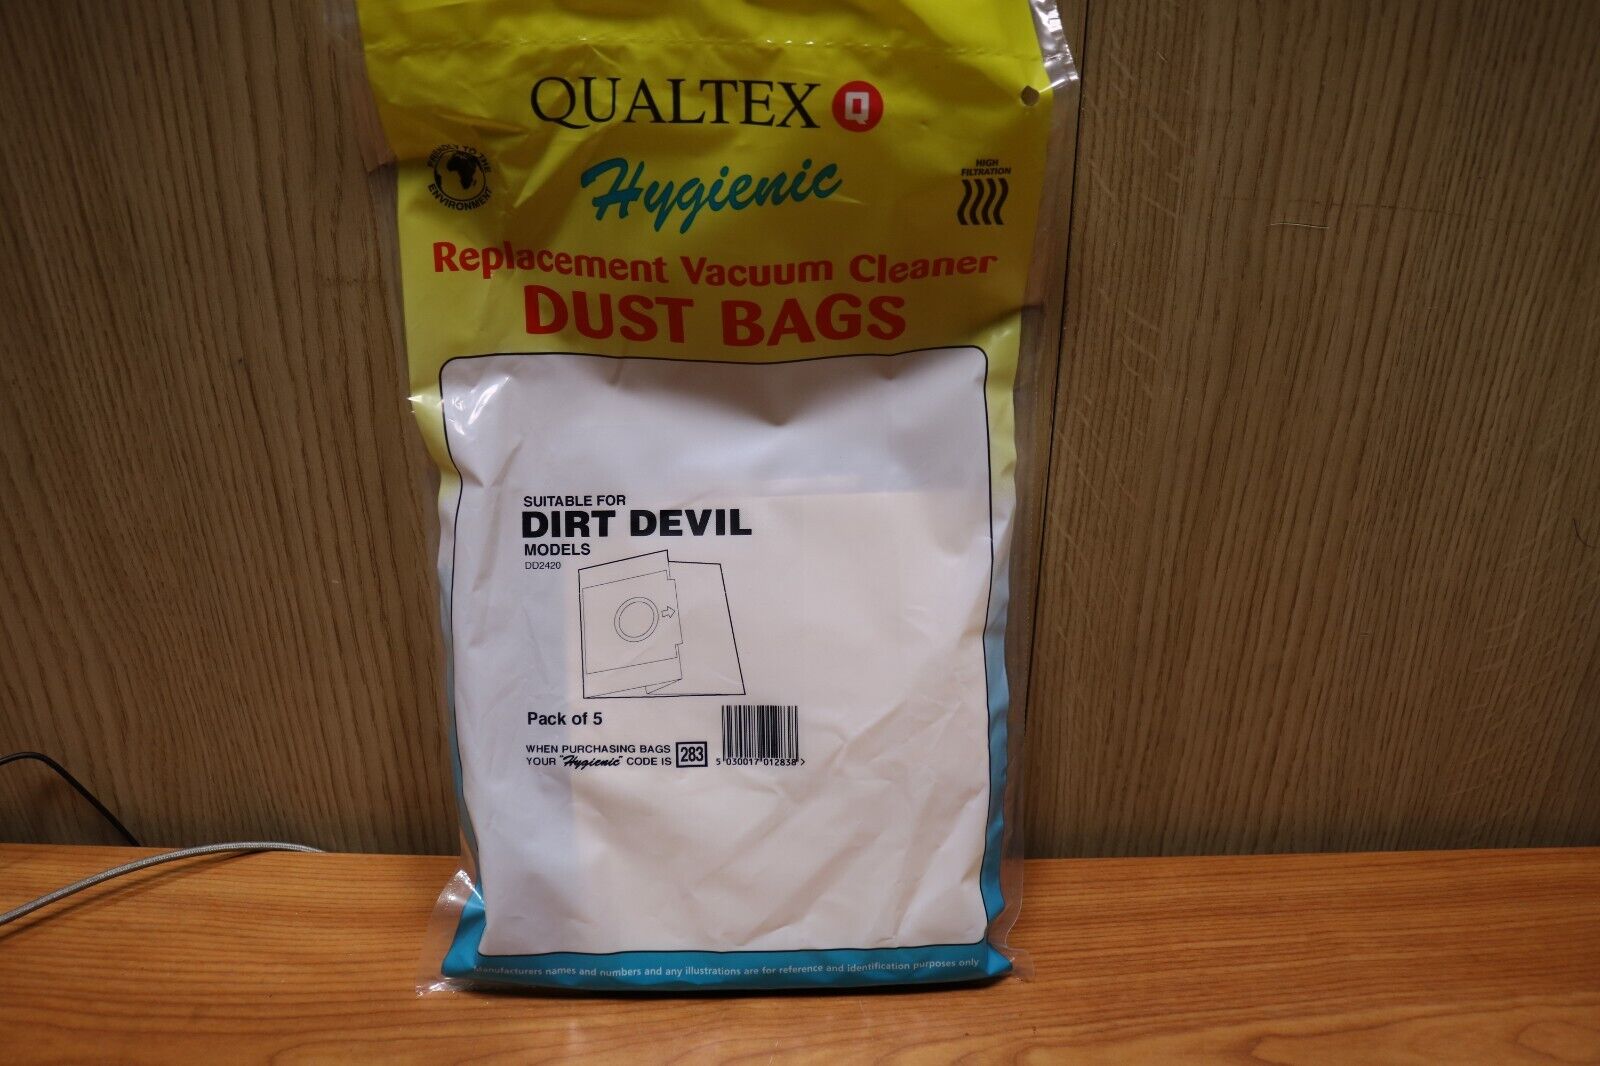 QUALTEX Q
Hygienic
FRIENDLY TO THE ENVIRONMENT
HIGH
FILTRATION
Replacement Vacuum Cleaner
DUST BAGS
SUITABLE FOR
DIRT DEVIL
MODELS
DD2420
Pack of 5
WHEN PURCHASING BAGS
YOUR "Hygienic" CODE IS 283
5 030017 012838 >
Manufacturers names and numbers and any illustrations are for reference and identification purposes only